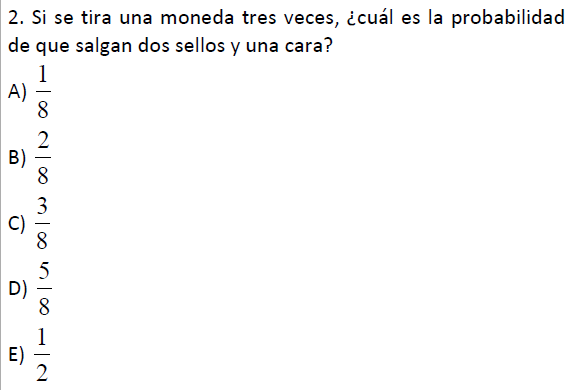 2. Si se tira una moneda tres veces, ¿cuál es la probabilidad
de que salgan dos sellos y una cara?
A) 1/8
B) 2/8
C) 3/8
D) 5/8
E) 1/2